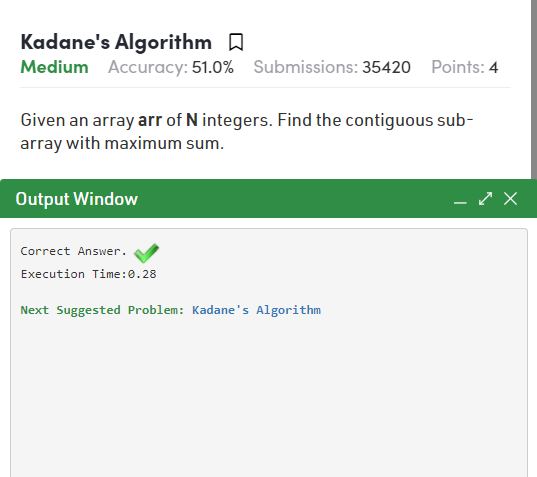 Kadane's Algorithm
Medium Accuracy: 51.0% Submissions: 35420 Points: 4
Given an array arr of N integers. Find the contiguous sub-
array with maximum sum.
Output Window
Correct Answer.
Execution Time:0.28
Next Suggested Problem: Kadane's Algorithm